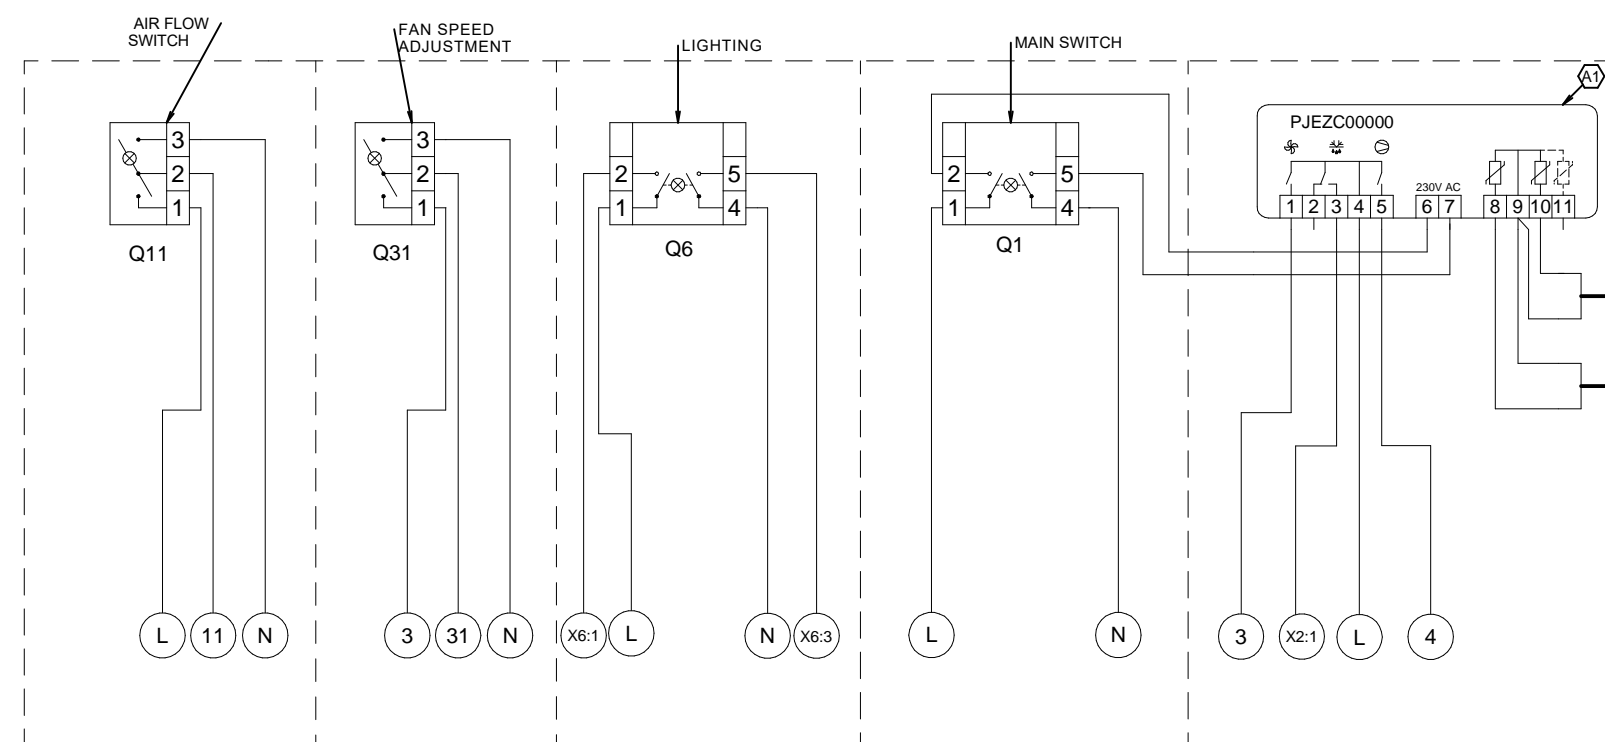 AIR FLOW
SWITCH
FAN SPEED
ADJUSTMENT
LIGHTING
MAIN SWITCH
A1
PJEZC00000
3
2
1
Q11
3
2
1
Q31
2
1
5
4
Q6
2
1
5
4
Q1
230V AC
1 2 3 4 5 6 7 8 9 10 11
L 11 N
3 31 N
X6:1 L N X6:3
L N
3 X2:1 L 4